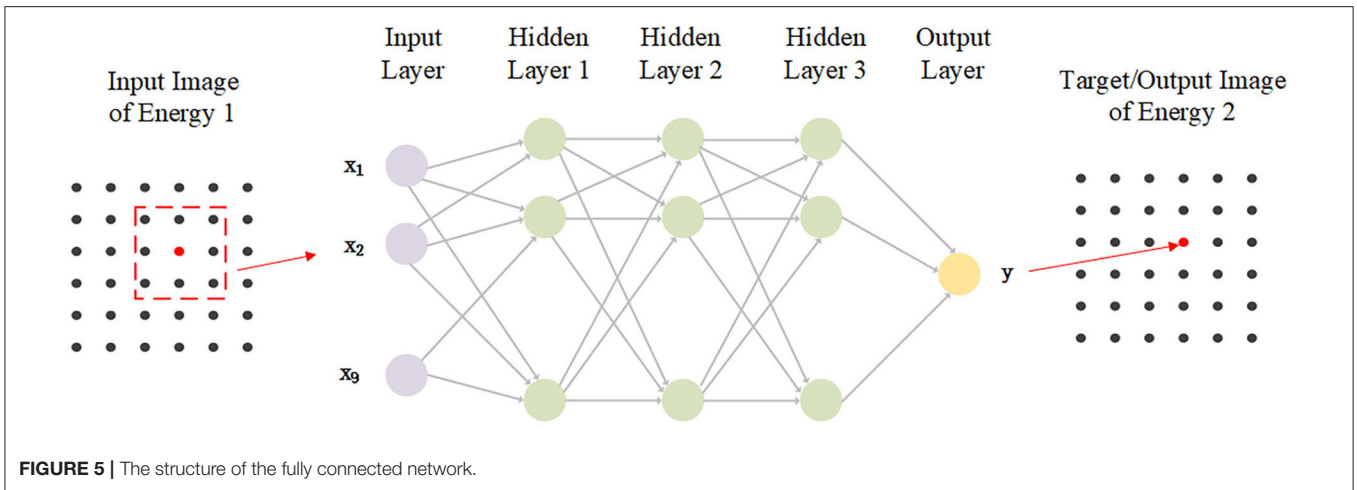 Input Image
of Energy 1
Input
Layer
Hidden
Layer 1
Hidden
Layer 2
Hidden
Layer 3
Output
Layer
Target/Output Image
of Energy 2
x1
x2
x9
y
FIGURE 5 | The structure of the fully connected network.